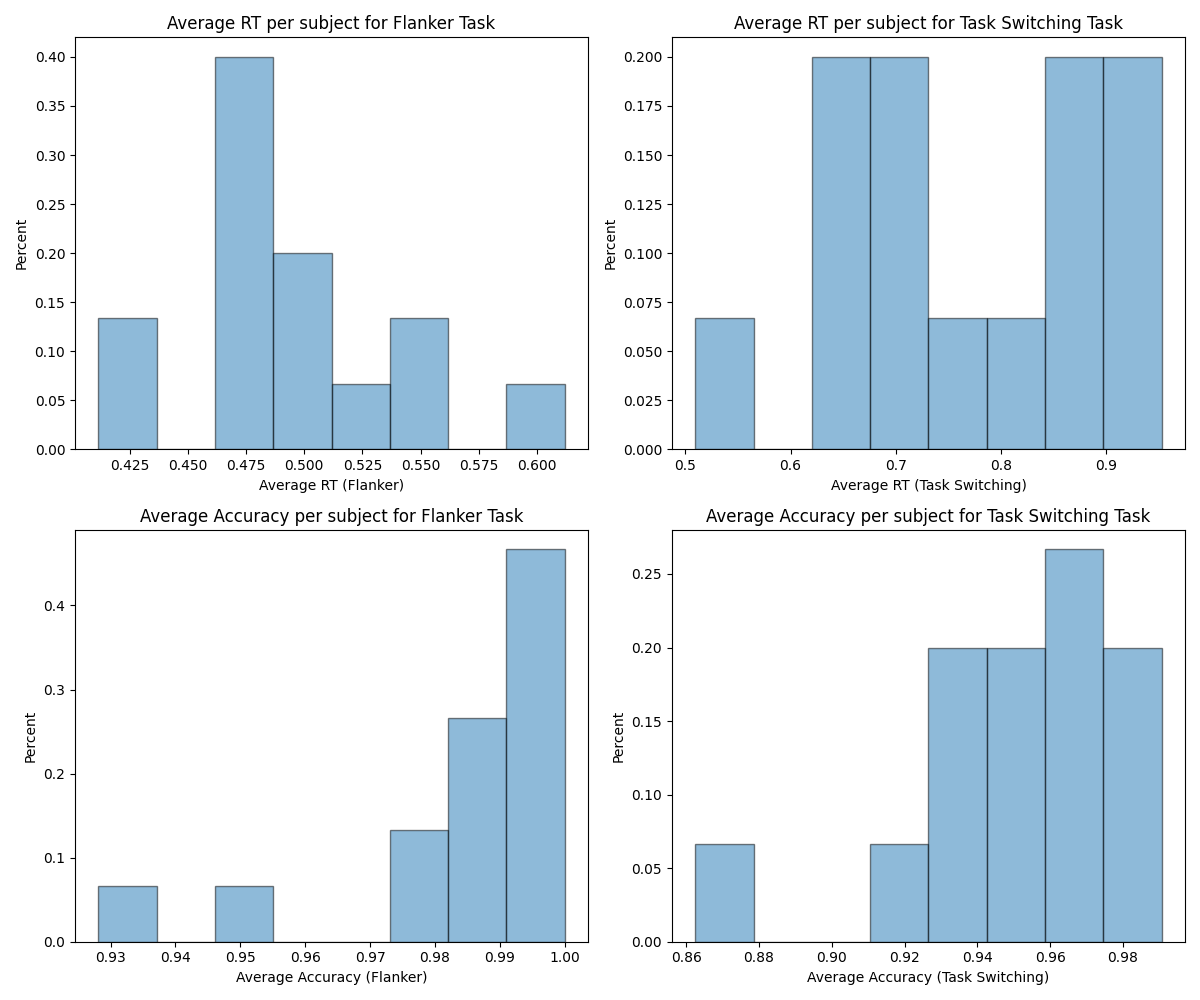 Average RT per subject for Flanker Task
0.40
0.35
0.30
0.25
0.20
0.15
0.10
0.05
0.00
Percent
0.425 0.450 0.475 0.500 0.525 0.550 0.575 0.600
Average RT (Flanker)
Average RT per subject for Task Switching Task
0.200
0.175
0.150
0.125
0.100
0.075
0.050
0.025
0.000
Percent
0.5 0.6 0.7 0.8 0.9
Average RT (Task Switching)
Average Accuracy per subject for Flanker Task
0.4
0.3
0.2
0.1
0.0
Percent
0.93 0.94 0.95 0.96 0.97 0.98 0.99 1.00
Average Accuracy (Flanker)
Average Accuracy per subject for Task Switching Task
0.25
0.20
0.15
0.10
0.05
0.00
Percent
0.86 0.88 0.90 0.92 0.94 0.96 0.98
Average Accuracy (Task Switching)